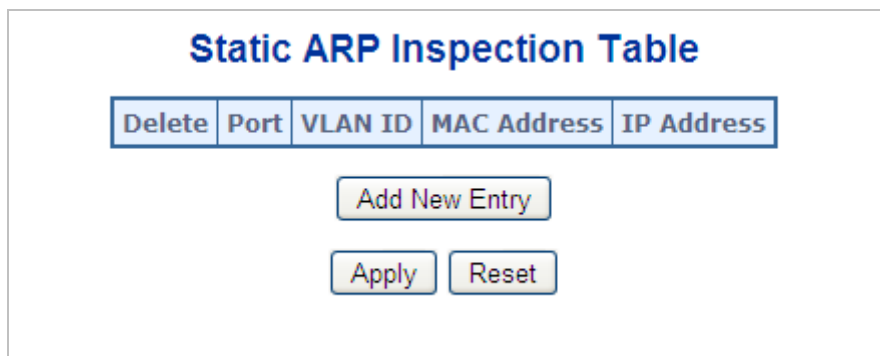 Static ARP Inspection Table
Delete Port VLAN ID MAC Address IP Address
Add New Entry
Apply Reset